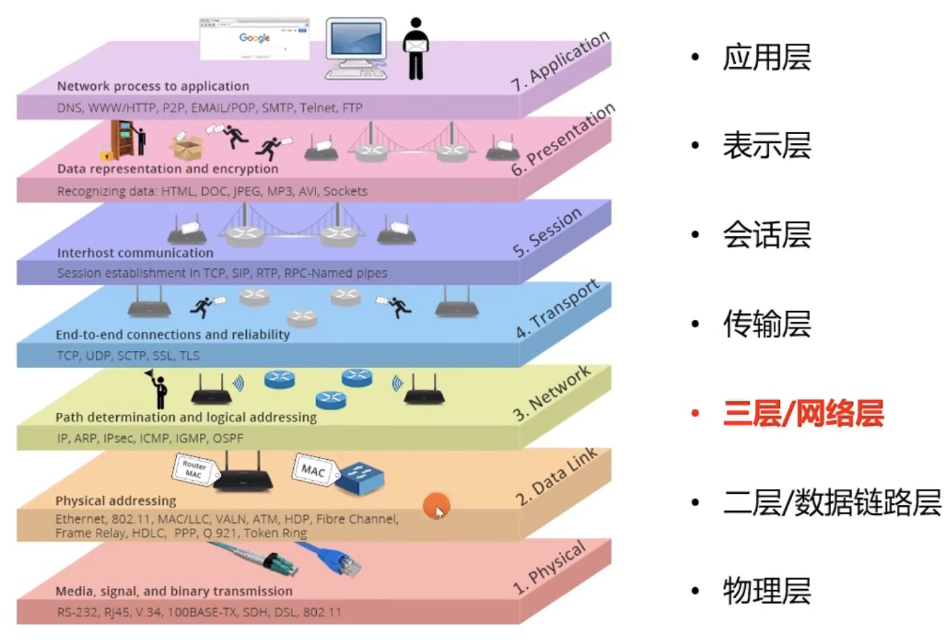 Google
7. Application
Network process to application
DNS, WWW/HTTP, P2P, EMAIL/POP, SMTP, Telnet, FTP
6. Presentation
Data representation and encryption
Recognizing data: HTML, DOC, JPEG, MP3, AVI, Sockets
5. Session
Interhost communication
Session establishment in TCP, SIP, RTP, RPC-Named pipes
4. Transport
End-to-end connections and reliability
TCP, UDP, SCTP, SSL, TLS
3. Network
Path determination and logical addressing
IP, ARP, IPsec, ICMP, IGMP, OSPF
Router
MAC
MAC
2. Data Link
Physical addressing
Ethernet, 802.11, MAC/LLC, VALN, ATM, HDP, Fibre Channel,
Frame Relay, HDLC, PPP, Q.921, Token Ring
1. Physical
Media, signal, and binary transmission
RS-232, RJ45, V.34, 100BASE-TX, SDH, DSL, 802.11
• 应用层
• 表示层
• 会话层
• 传输层
• 三层/网络层
• 二层/数据链路层
• 物理层